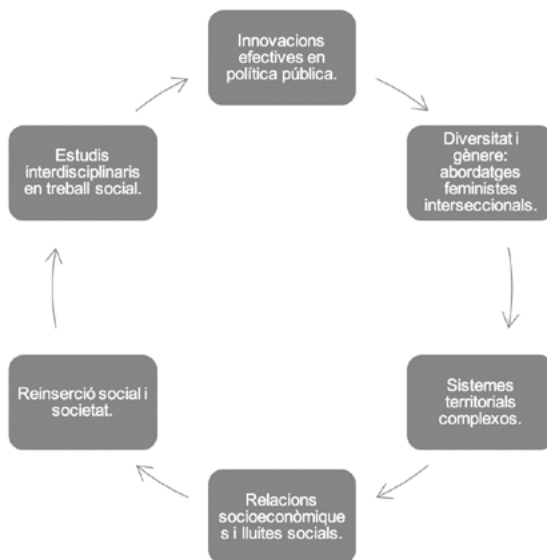 Innovacions
efectives en
política pública.
Diversitat i
gènere:
abordatges
feministes
interseccionals.
Sistemes
territorials
complexos.
Relacions
socioeconòmique
s i lluites socials.
Reinserció social i
societat.
Estudis
interdisciplinaris
en treball social.